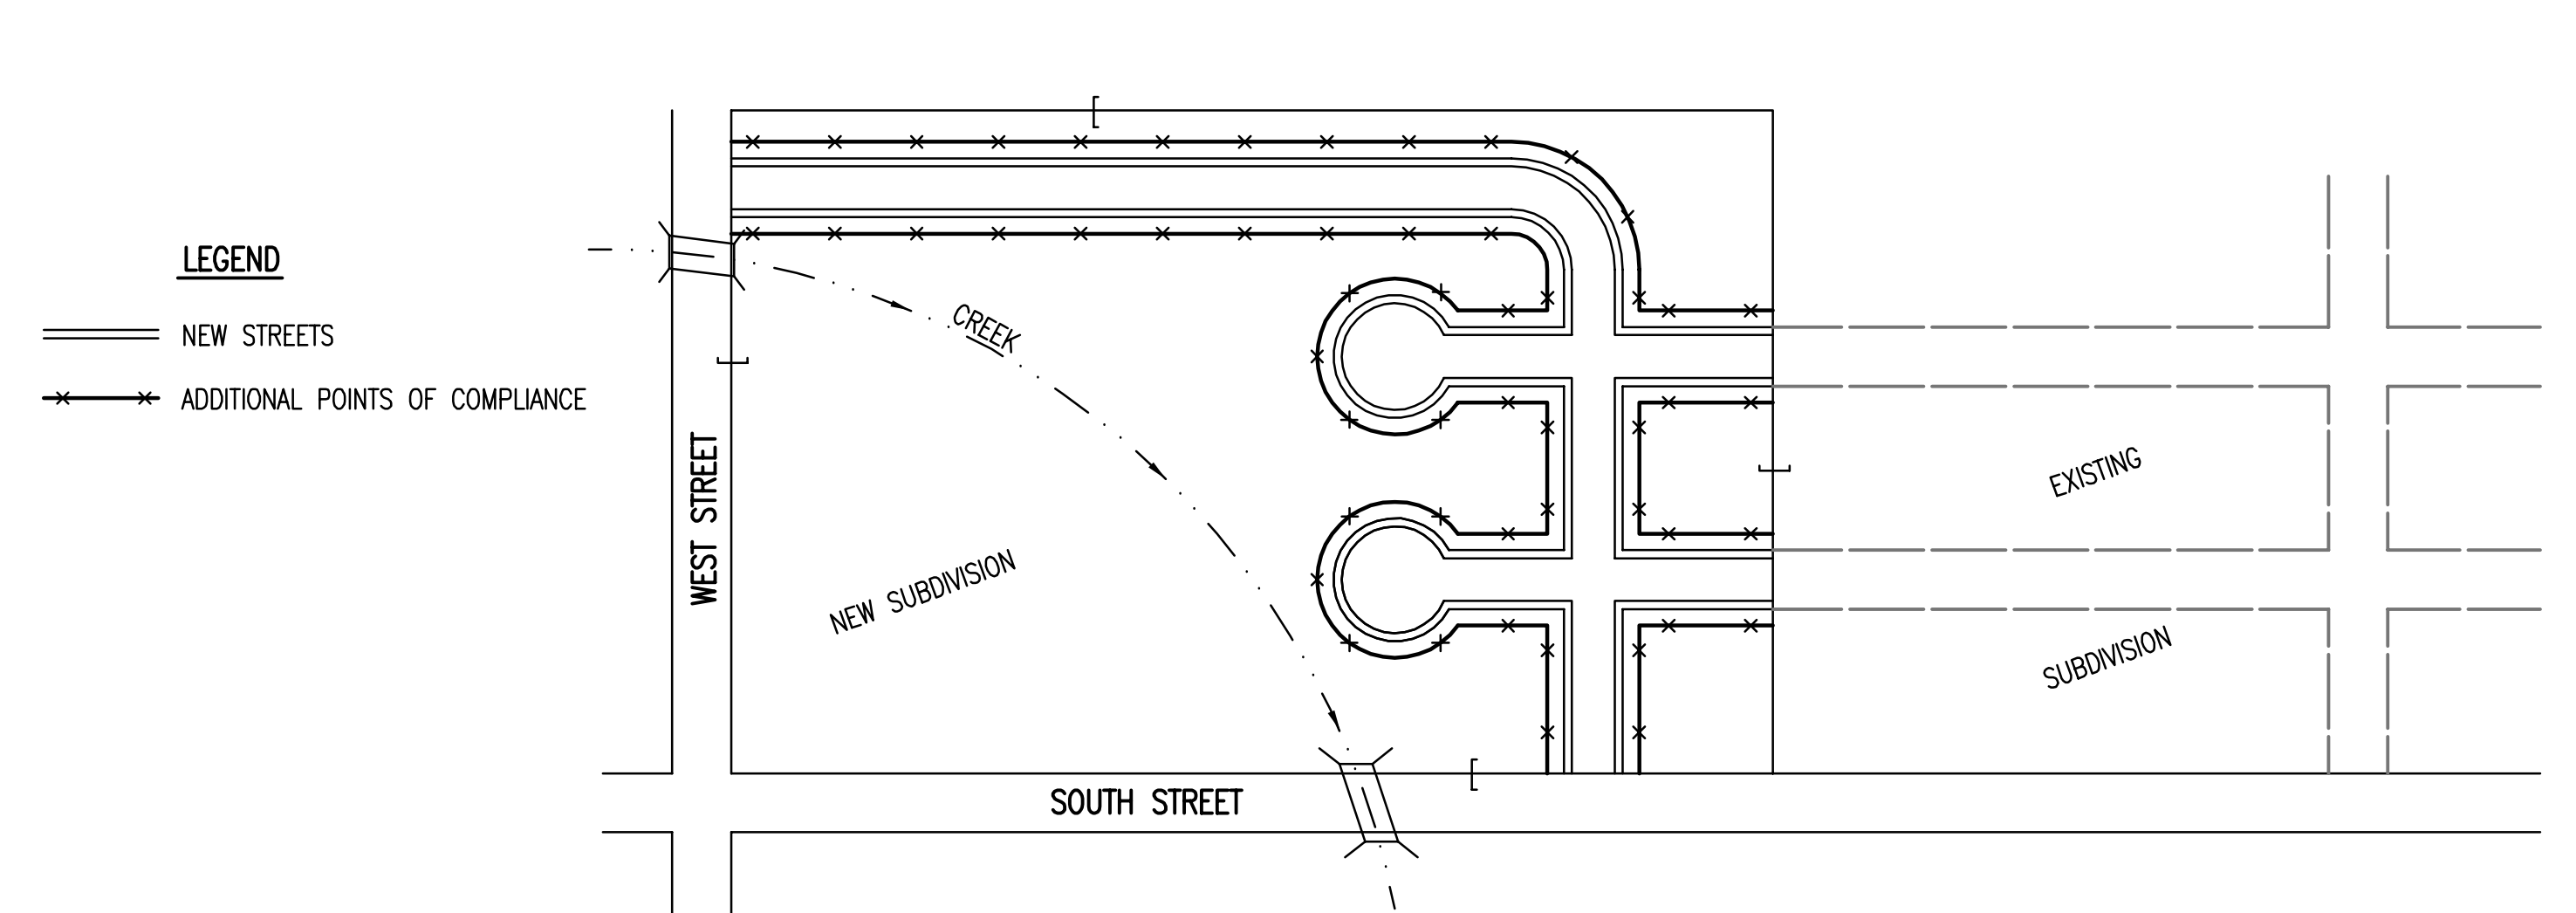 LEGEND
NEW STREETS
ADDITIONAL POINTS OF COMPLIANCE
CREEK
WEST STREET
NEW SUBDIVISION
EXISTING
SUBDIVISION
SOUTH STREET